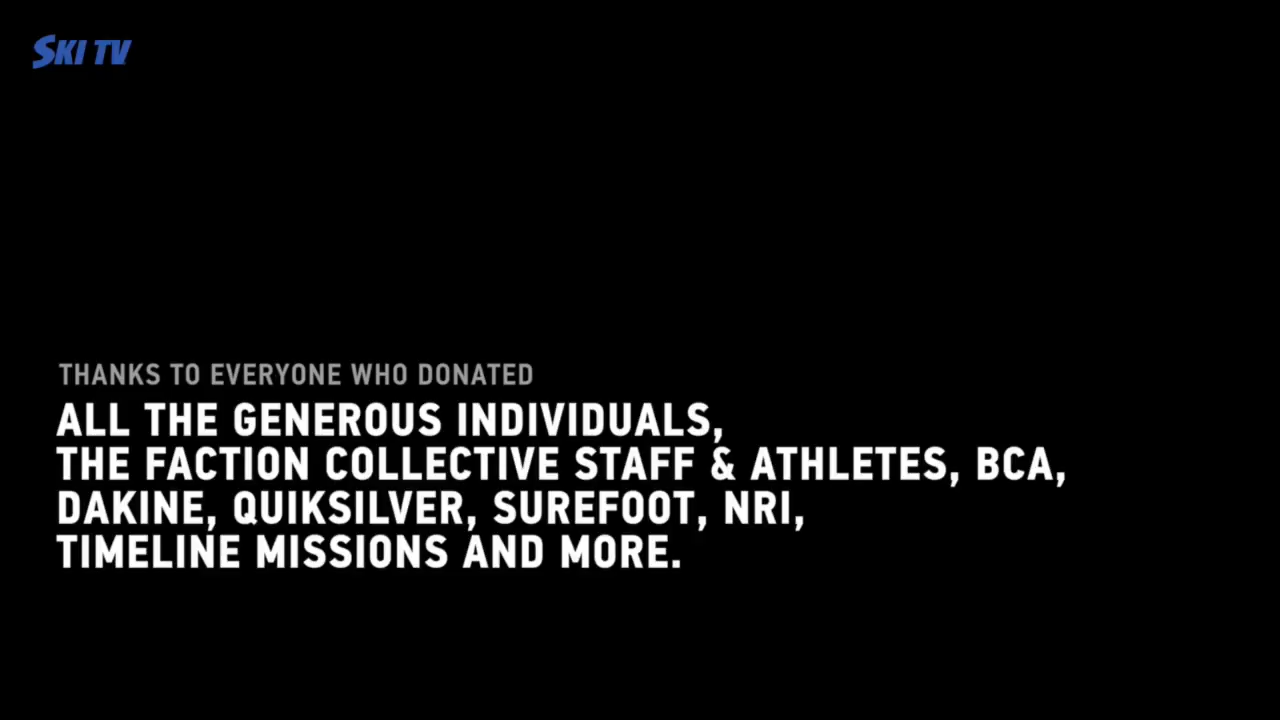 SKI TV
THANKS TO EVERYONE WHO DONATED
ALL THE GENEROUS INDIVIDUALS,
THE FACTION COLLECTIVE STAFF & ATHLETES, BCA,
DAKINE, QUIKSILVER, SUREFOOT, NRI,
TIMELINE MISSIONS AND MORE.